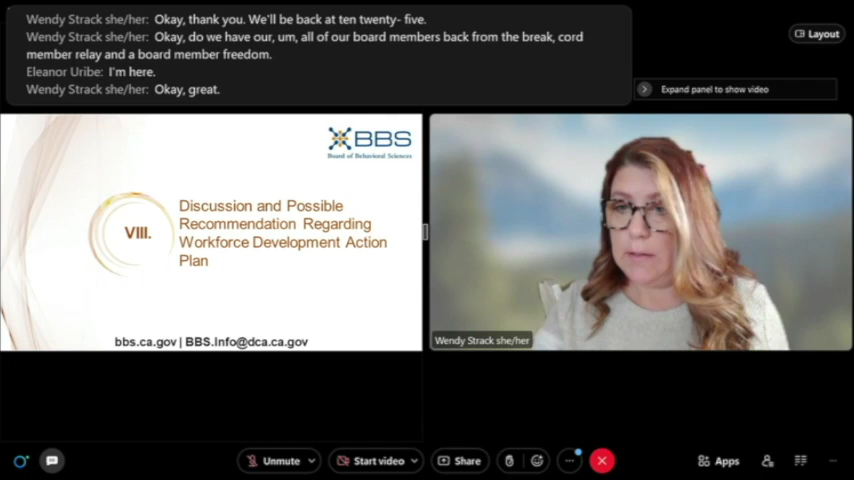 Wendy Strack she/her: Okay, thank you. We'll be back at ten twenty- five.
Wendy Strack she/her: Okay, do we have our, um, all of our board members back from the break, cord
member relay and a board member freedom.
Eleanor Uribe: I'm here.
Wendy Strack she/her: Okay, great.
Layout
Expand panel to show video
BBS
Board of Behavioral Sciences
VIII.
Discussion and Possible
Recommendation Regarding
Workforce Development Action
Plan
bbs.ca.gov | BBS.Info@dca.ca.gov
Wendy Strack she/her
Unmute
Start video
Share
Apps